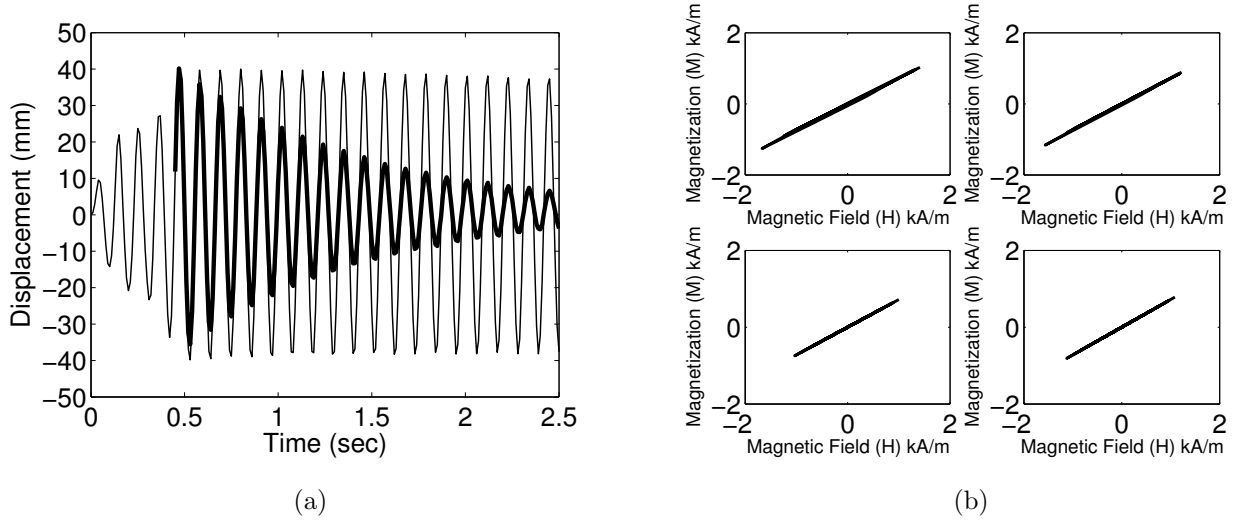 50
40
30
20
10
0
−10
−20
−30
−40
−50
Displacement (mm)
0 0.5 1 1.5 2 2.5
Time (sec)
(a)
2
0
−2
Magnetization (M) kA/m
−2 0 2
Magnetic Field (H) kA/m
2
0
−2
Magnetization (M) kA/m
−2 0 2
Magnetic Field (H) kA/m
2
0
−2
Magnetization (M) kA/m
−2 0 2
Magnetic Field (H) kA/m
2
0
−2
Magnetization (M) kA/m
−2 0 2
Magnetic Field (H) kA/m
(b)